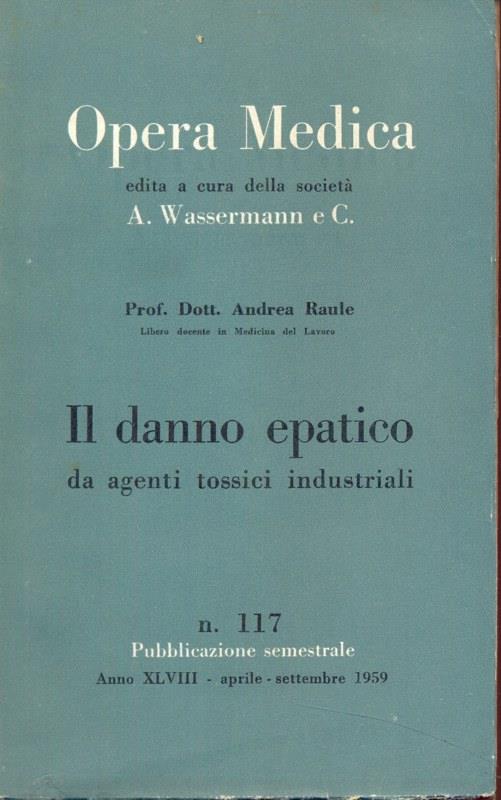 Opera Medica
edita a cura della società
A. Wassermann e C.
Prof. Dott. Andrea Raule
Libero docente in Medicina del Lavoro
Il danno epatico
da agenti tossici industriali
n. 117
Pubblicazione semestrale
Anno XLVIII - aprile - settembre 1959